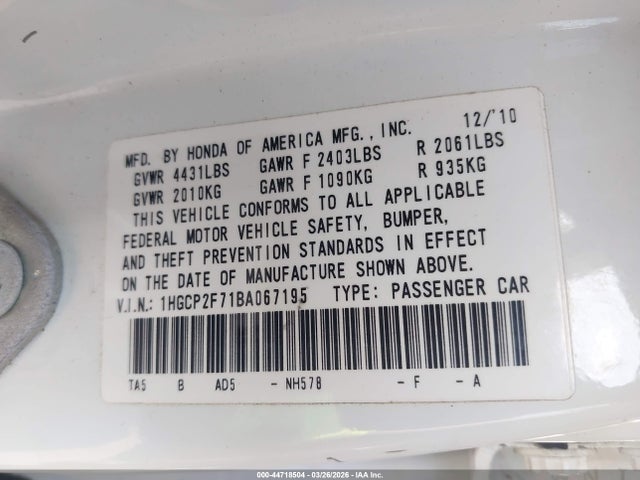 MFD. BY HONDA OF AMERICA MFG., INC. 12/'10
GVWR 4431LBS GAWR F 2403LBS R 2061LBS
GVWR 2010KG GAWR F 1090KG R 935KG
THIS VEHICLE CONFORMS TO ALL APPLICABLE
FEDERAL MOTOR VEHICLE SAFETY, BUMPER,
AND THEFT PREVENTION STANDARDS IN EFFECT
ON THE DATE OF MANUFACTURE SHOWN ABOVE.
V.I.N.: 1HGCP2F71BA067195 TYPE: PASSENGER CAR
TA5 B AD5 - NH578 - F - A
000-44718504 - 03/26/2026 - IAA Inc.